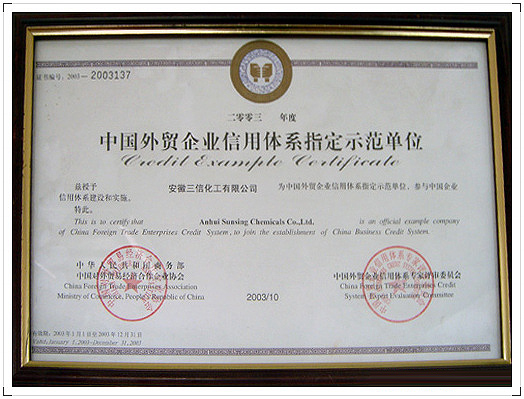 证书编号：2003-2003137
二零零三 年度
中国外贸企业信用体系指定示范单位
Credit Example Certificate
兹授予 安徽三信化工有限公司 为中国外贸企业信用体系指定示范单位，参与中国企业
信用体系建设和实施。
特此。
This is to certify that Anhui Sunsing Chemicals Co.,Ltd. is an official example company
of China Foreign Trade Enterprises Credit System, to join the establishment of China Business Credit System.
中华人民共和国商务部
中国对外贸易经济合作企业协会
China Foreign Trade Enterprises Association
Ministry of Commerce, People's Republic of China
2003/10
中国外贸企业信用体系专家评审委员会
China Foreign Trade Enterprises Credit
System Expert Evaluation Committee
有效期限：2003年1月1日至2003年12月31日
Valid: January 1, 2003-December 31, 2003